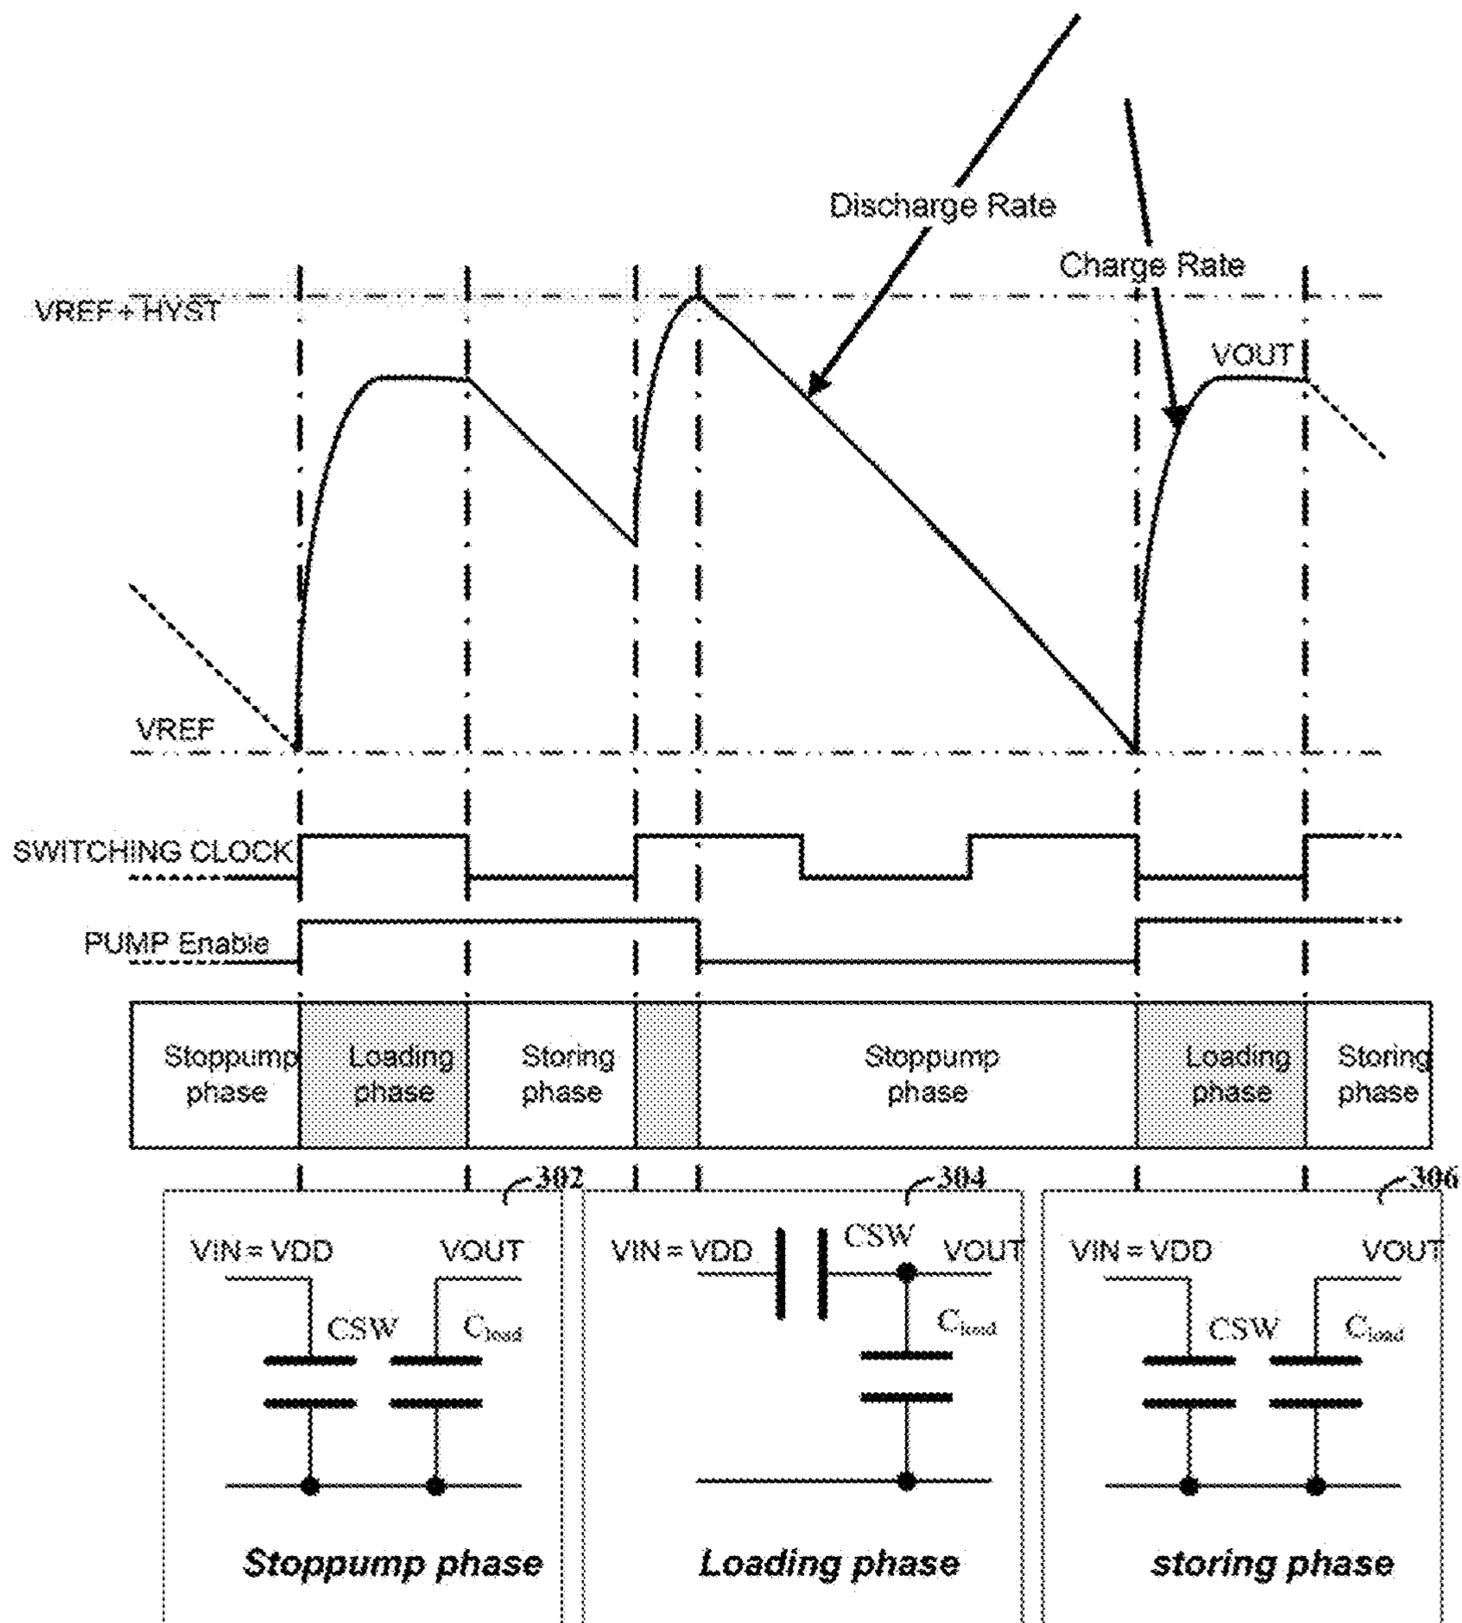 Discharge Rate
Charge Rate
VREF + HYST
VOUT
VREF
SWITCHING CLOCK
PUMP Enable
Stoppump
phase
Loading
phase
Storing
phase
Stoppump
phase
Loading
phase
Storing
phase
302
304
306
VIN = VDD
VOUT
CSW
Cload
Stoppump phase
VIN = VDD
CSW
VOUT
Cload
Loading phase
VIN = VDD
VOUT
CSW
Cload
storing phase